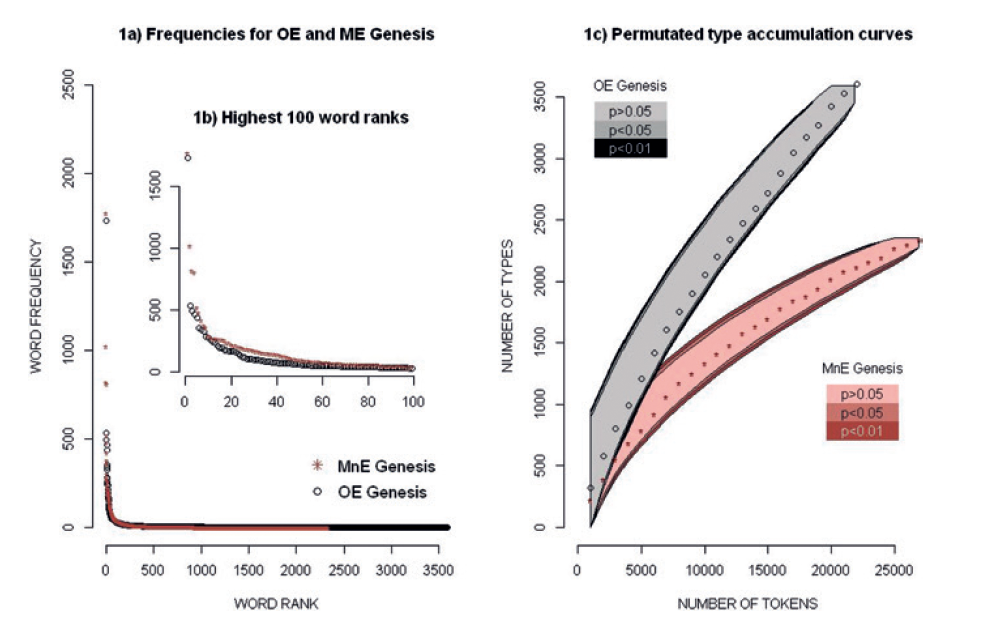 1a) Frequencies for OE and ME Genesis
WORD FREQUENCY
2500
2000
1500
1000
500
0
1b) Highest 100 word ranks
1500
1000
500
0
0 20 40 60 80 100
MnE Genesis
OE Genesis
0 500 1000 1500 2000 2500 3000 3500
WORD RANK
1c) Permutated type accumulation curves
NUMBER OF TYPES
3500
3000
2500
2000
1500
1000
500
0
OE Genesis
p>0.05
p<0.05
p<0.01
MnE Genesis
p>0.05
p<0.05
p<0.01
0 5000 10000 15000 20000 25000
NUMBER OF TOKENS